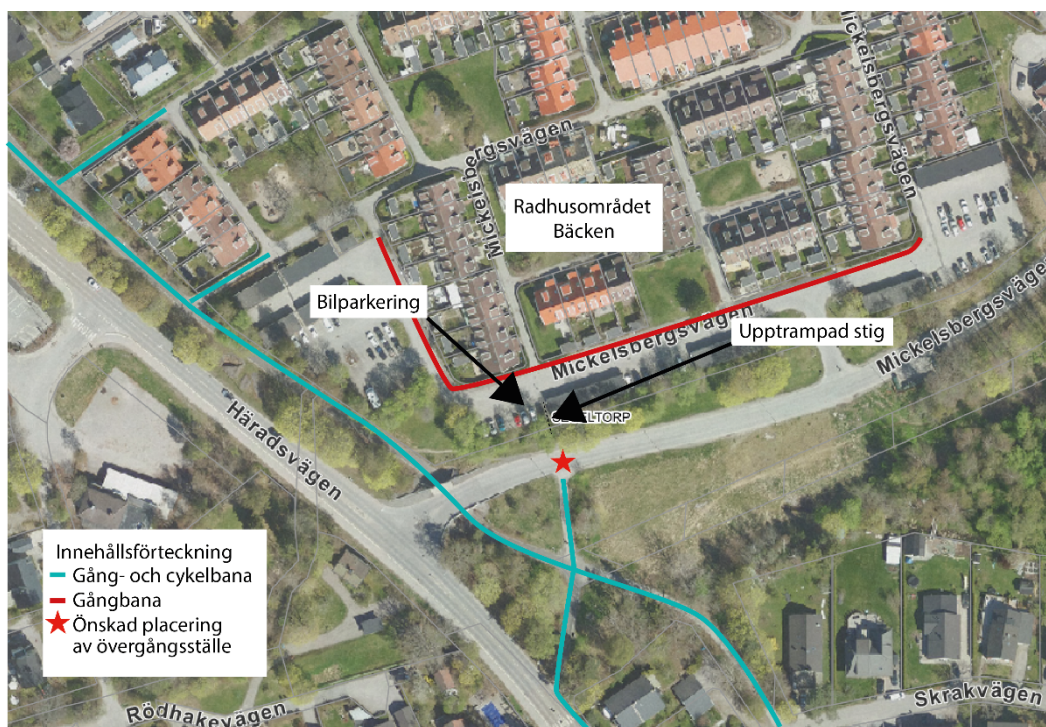 Mickelsbergsvägen
Mickelsbergsvägen
Radhusområdet
Bäcken
Mickelsbergsvägen
Bilparkering
Upptrampad stig
Mickelsbergsvägen
Mickelsbergsväge
Häradsvägen
Innehållsförteckning
Gång- och cykelbana
Gångbana
Önskad placering
av övergångsställe
Rödhakevägen
Skrakvägen